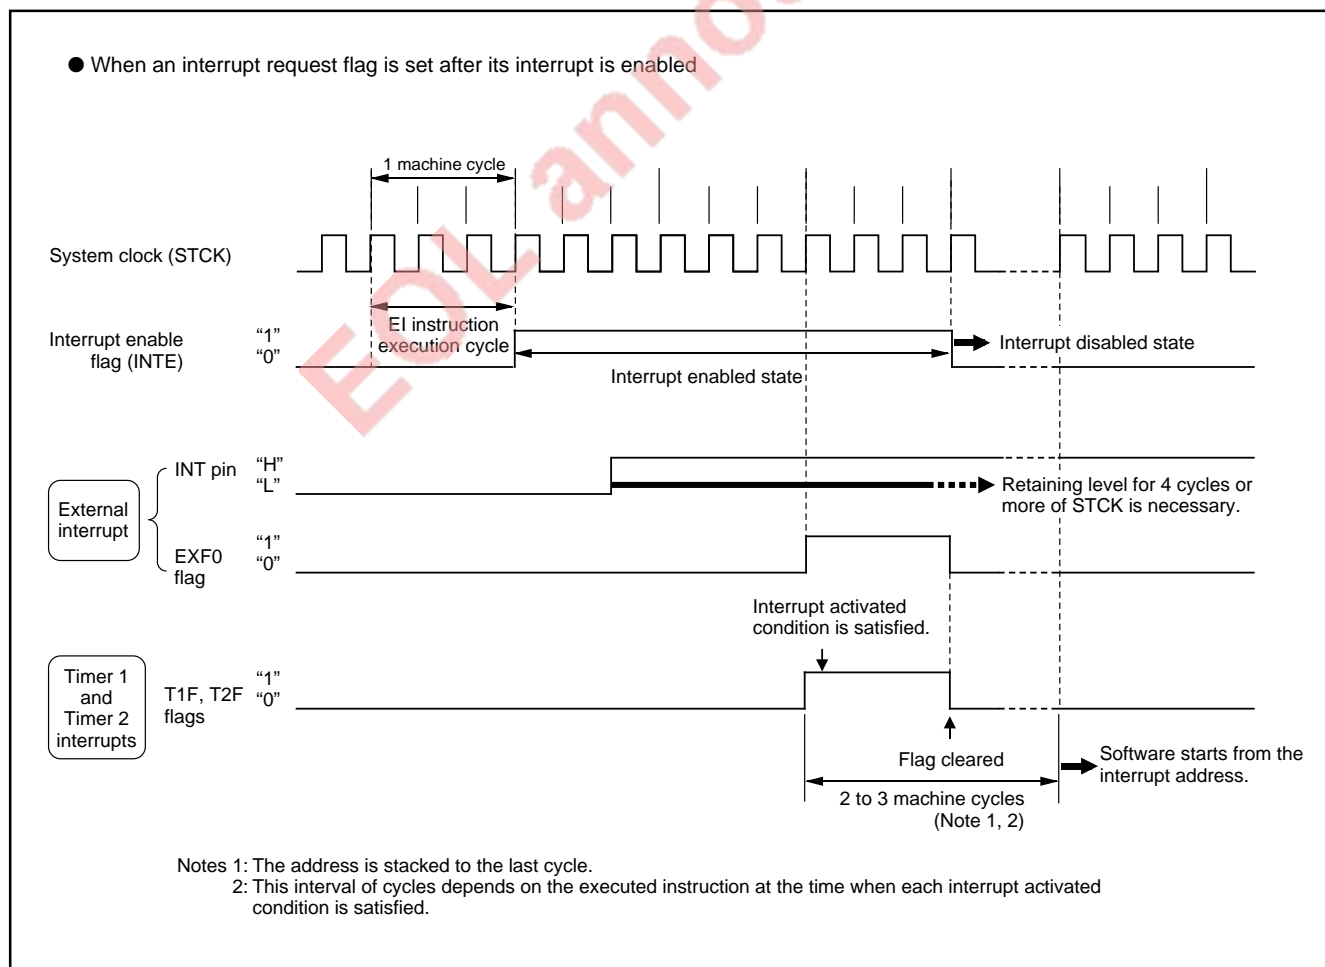 ● When an interrupt request flag is set after its interrupt is enabled
1 machine cycle
System clock (STCK)
EI instruction
execution cycle
Interrupt enable
flag (INTE)
“1”
“0”
Interrupt disabled state
Interrupt enabled state
External
interrupt
INT pin
“H”
“L”
Retaining level for 4 cycles or
more of STCK is necessary.
EXF0
flag
“1”
“0”
Interrupt activated
condition is satisfied.
Timer 1
and
Timer 2
interrupts
T1F, T2F
flags
“1”
“0”
Flag cleared
Software starts from the
interrupt address.
2 to 3 machine cycles
(Note 1, 2)
Notes 1: The address is stacked to the last cycle.
2: This interval of cycles depends on the executed instruction at the time when each interrupt activated
condition is satisfied.
EOL anno